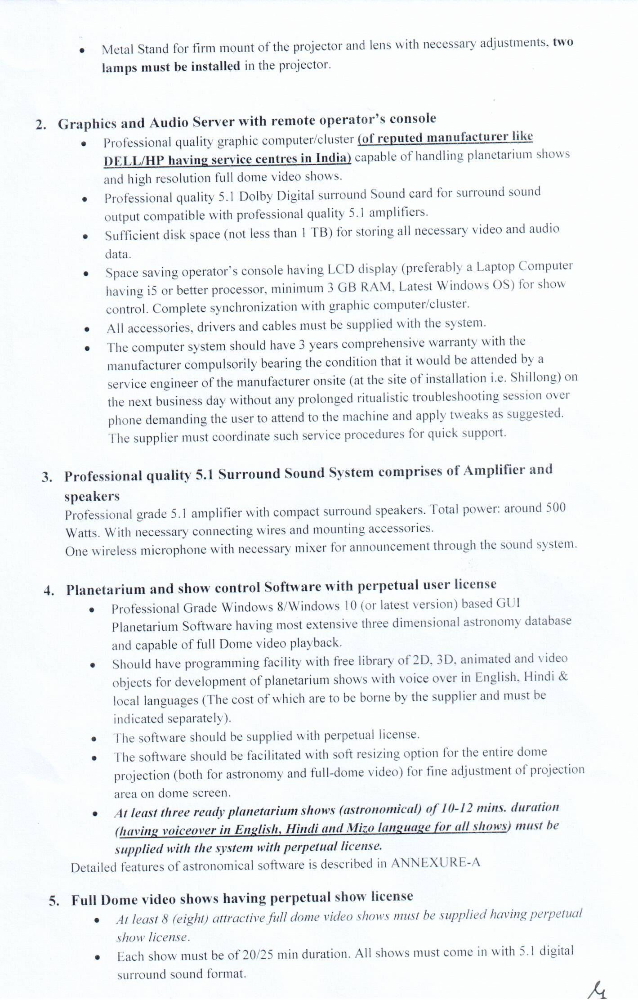 • Metal Stand for firm mount of the projector and lens with necessary adjustments, two
lamps must be installed in the projector.
2. Graphics and Audio Server with remote operator's console
• Professional quality graphic computer/cluster (of reputed manufacturer like
DELL/HP having service centres in India) capable of handling planetarium shows
and high resolution full dome video shows.
• Professional quality 5.1 Dolby Digital surround Sound card for surround sound
output compatible with professional quality 5.1 amplifiers.
• Sufficient disk space (not less than 1 TB) for storing all necessary video and audio
data.
• Space saving operator's console having LCD display (preferably a Laptop Computer
having i5 or better processor, minimum 3 GB RAM, Latest Windows OS) for show
control. Complete synchronization with graphic computer/cluster.
• All accessories, drivers and cables must be supplied with the system.
• The computer system should have 3 years comprehensive warranty with the
manufacturer compulsorily bearing the condition that it would be attended by a
service engineer of the manufacturer onsite (at the site of installation i.e. Shillong) on
the next business day without any prolonged ritualistic troubleshooting session over
phone demanding the user to attend to the machine and apply tweaks as suggested.
The supplier must coordinate such service procedures for quick support.
3. Professional quality 5.1 Surround Sound System comprises of Amplifier and
speakers
Professional grade 5.1 amplifier with compact surround speakers. Total power: around 500
Watts. With necessary connecting wires and mounting accessories.
One wireless microphone with necessary mixer for announcement through the sound system.
4. Planetarium and show control Software with perpetual user license
• Professional Grade Windows 8/Windows 10 (or latest version) based GUI
Planetarium Software having most extensive three dimensional astronomy database
and capable of full Dome video playback.
• Should have programming facility with free library of 2D, 3D, animated and video
objects for development of planetarium shows with voice over in English, Hindi &
local languages (The cost of which are to be borne by the supplier and must be
indicated separately).
• The software should be supplied with perpetual license.
• The software should be facilitated with soft resizing option for the entire dome
projection (both for astronomy and full-dome video) for fine adjustment of projection
area on dome screen.
• At least three ready planetarium shows (astronomical) of 10-12 mins. duration
(having voiceover in English, Hindi and Mizo language for all shows) must be
supplied with the system with perpetual license.
Detailed features of astronomical software is described in ANNEXURE-A
5. Full Dome video shows having perpetual show license
• At least 8 (eight) attractive full dome video shows must be supplied having perpetual
show license.
• Each show must be of 20/25 min duration. All shows must come in with 5.1 digital
surround sound format.